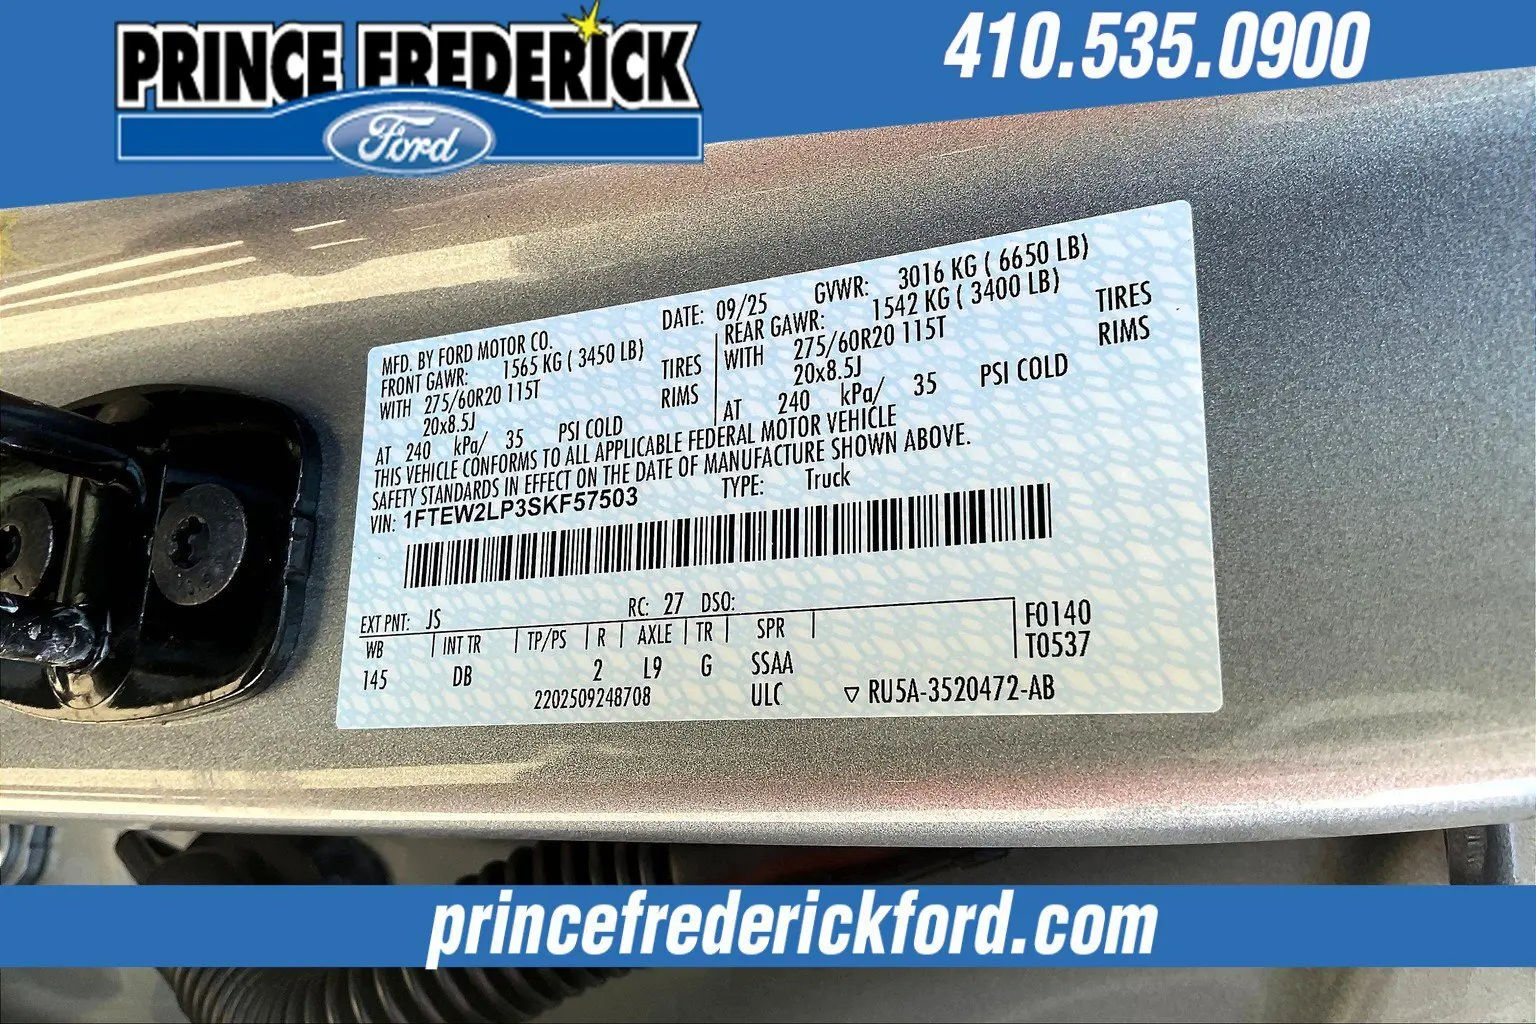 PRINCE FREDERICK
Ford
410.535.0900
MFD. BY FORD MOTOR CO.
DATE: 09/25 GVWR: 3016 KG ( 6650 LB)
FRONT GAWR: 1565 KG ( 3450 LB)
WITH 275/60R20 115T TIRES
20x8.5J RIMS
AT 240 kPa/ 35 PSI COLD
REAR GAWR: 1542 KG ( 3400 LB)
WITH 275/60R20 115T TIRES
20x8.5J RIMS
AT 240 kPa/ 35 PSI COLD
THIS VEHICLE CONFORMS TO ALL APPLICABLE FEDERAL MOTOR VEHICLE
SAFETY STANDARDS IN EFFECT ON THE DATE OF MANUFACTURE SHOWN ABOVE.
VIN: 1FTEW2LP3SKF57503 TYPE: Truck
EXT PNT: JS RC: 27 DSO:
WB INT TR TP/PS R AXLE TR SPR F0140
T0537
145 DB 2 L9 G SSAA
2202509248708 ULC ▽ RU5A-3520472-AB
princefrederickford.com